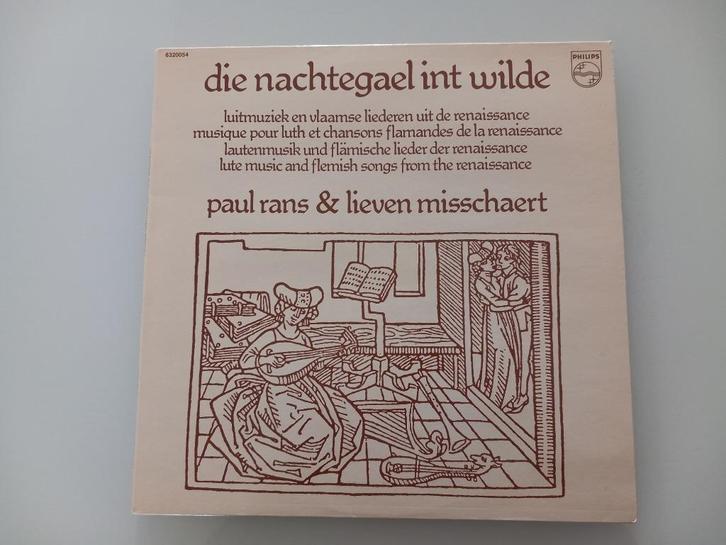 6320054
PHILIPS
die nachtegael int wilde
luitmuziek en vlaamse liederen uit de renaissance
musique pour luth et chansons flamandes de la renaissance
lautenmusik und flämische lieder der renaissance
lute music and flemish songs from the renaissance
paul rans & lieven misschaert